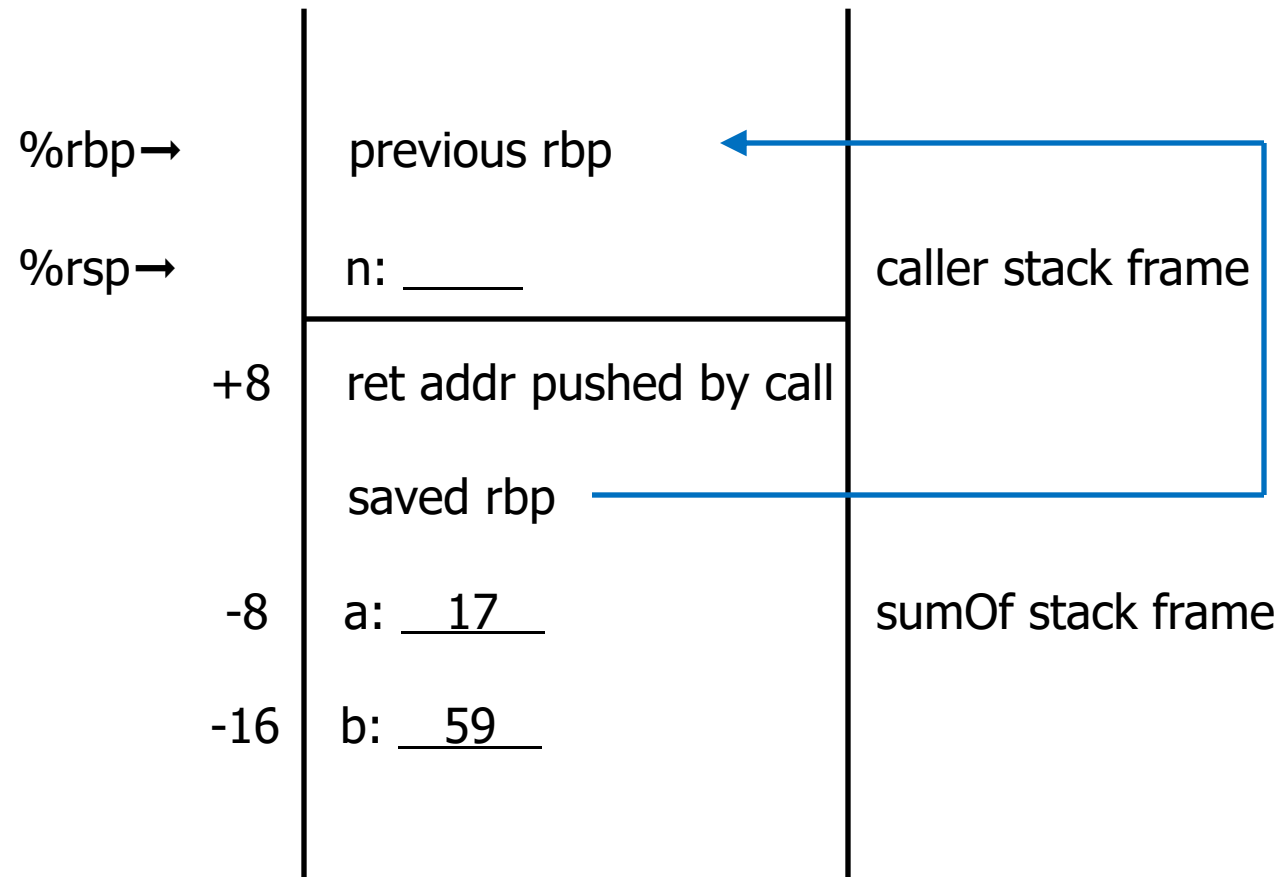 %rbp→ previous rbp
%rsp→ n: _____ caller stack frame
+8 ret addr pushed by call
saved rbp
-8 a: 17 sumOf stack frame
-16 b: 59